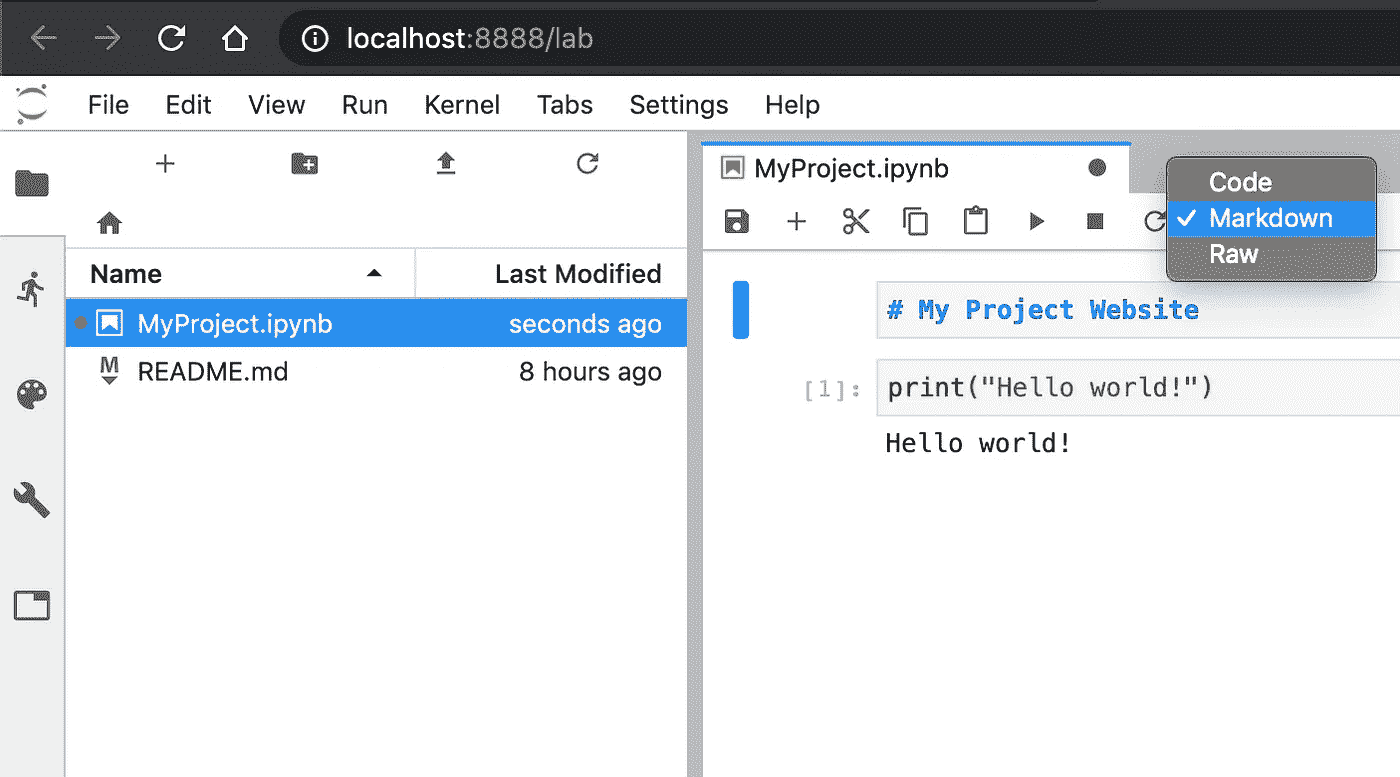 localhost:8888/lab
File Edit View Run Kernel Tabs Settings Help
Name Last Modified
MyProject.ipynb seconds ago
README.md 8 hours ago
MyProject.ipynb
Code
Markdown
Raw
# My Project Website
[1]: print("Hello world!")
Hello world!